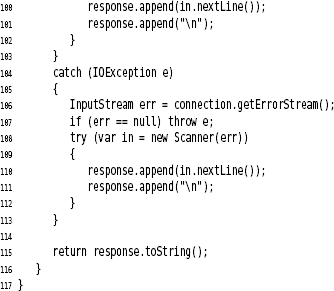 100 response.append(in.nextLine());
101 response.append("\n");
102 }
103 }
104 catch (IOException e)
105 {
106 InputStream err = connection.getErrorStream();
107 if (err == null) throw e;
108 try (var in = new Scanner(err))
109 {
110 response.append(in.nextLine());
111 response.append("\n");
112 }
113 }
114
115 return response.toString();
116 }
117 }